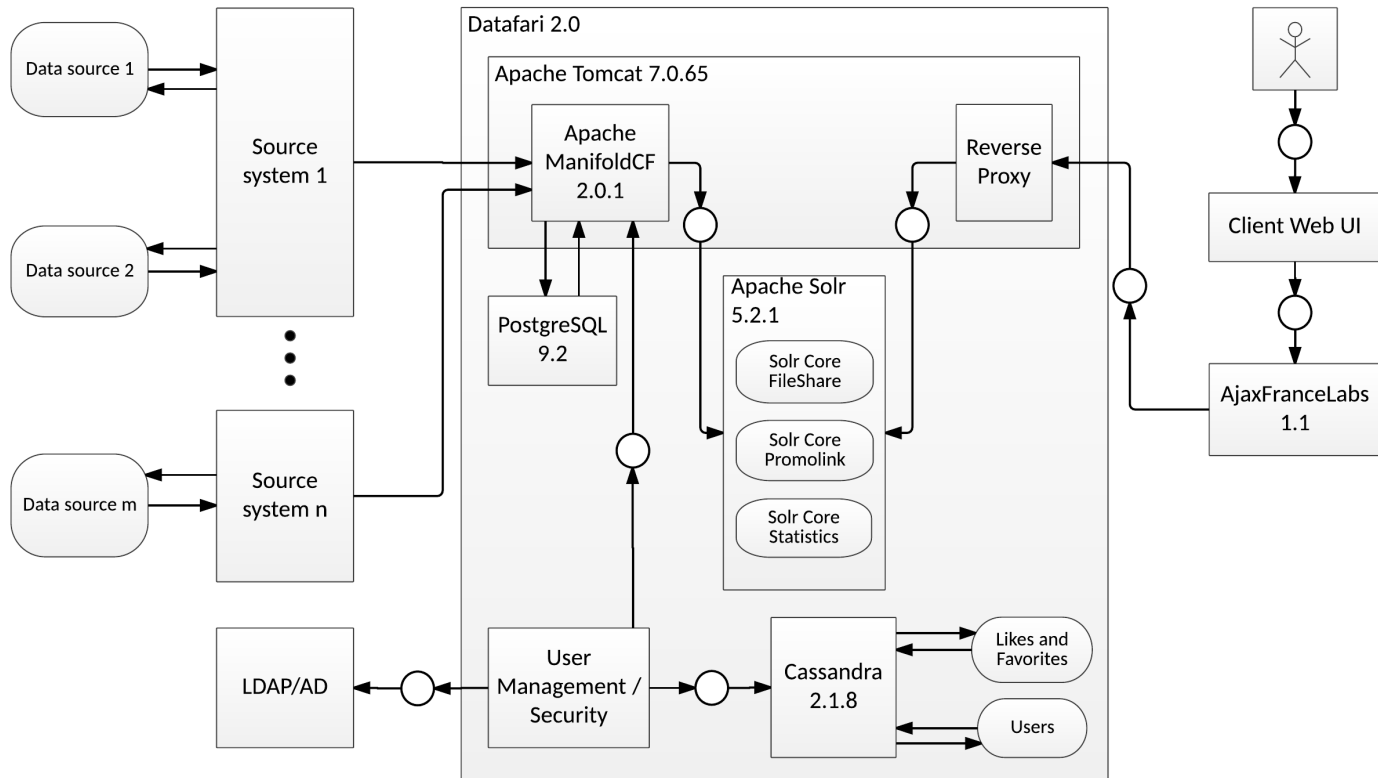 Datafari 2.0
Data source 1
Apache Tomcat 7.0.65
Source
system 1
Apache
ManifoldCF
2.0.1
Reverse
Proxy
Client Web UI
Data source 2
Apache Solr
5.2.1
PostgreSQL
9.2
Solr Core
FileShare
AjaxFranceLabs
1.1
Solr Core
Promolink
Source
system n
Data source m
Solr Core
Statistics
LDAP/AD
User
Management /
Security
Cassandra
2.1.8
Likes and
Favorites
Users